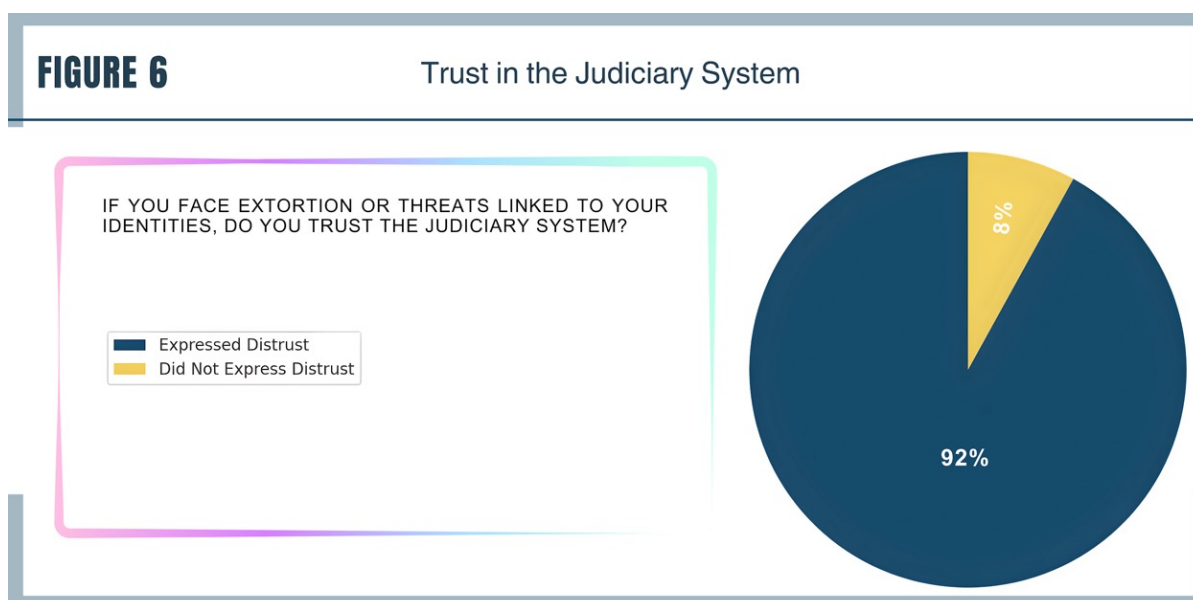 FIGURE 6
Trust in the Judiciary System
IF YOU FACE EXTORTION OR THREATS LINKED TO YOUR
IDENTITIES, DO YOU TRUST THE JUDICIARY SYSTEM?
Expressed Distrust
Did Not Express Distrust
8%
92%